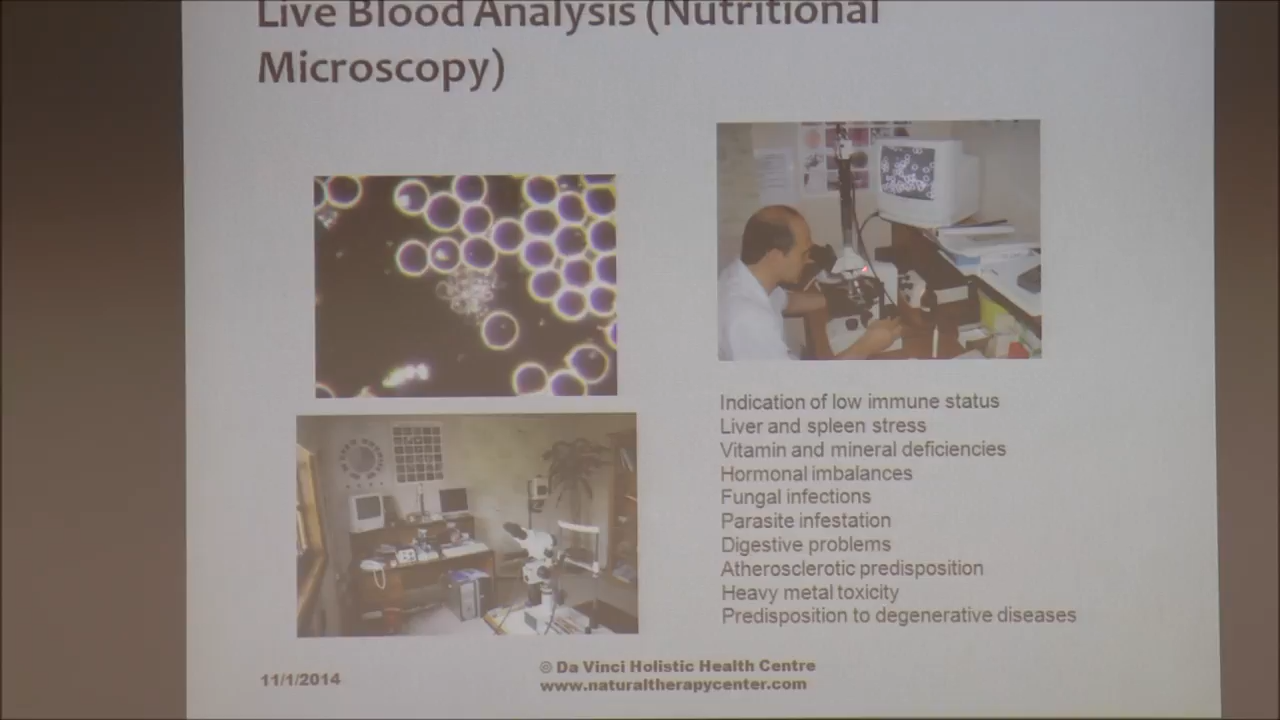 Live Blood Analysis (Nutritional
Microscopy)
Indication of low immune status
Liver and spleen stress
Vitamin and mineral deficiencies
Hormonal imbalances
Fungal infections
Parasite infestation
Digestive problems
Atherosclerotic predisposition
Heavy metal toxicity
Predisposition to degenerative diseases
11/1/2014
© Da Vinci Holistic Health Centre
www.naturaltherapycenter.com